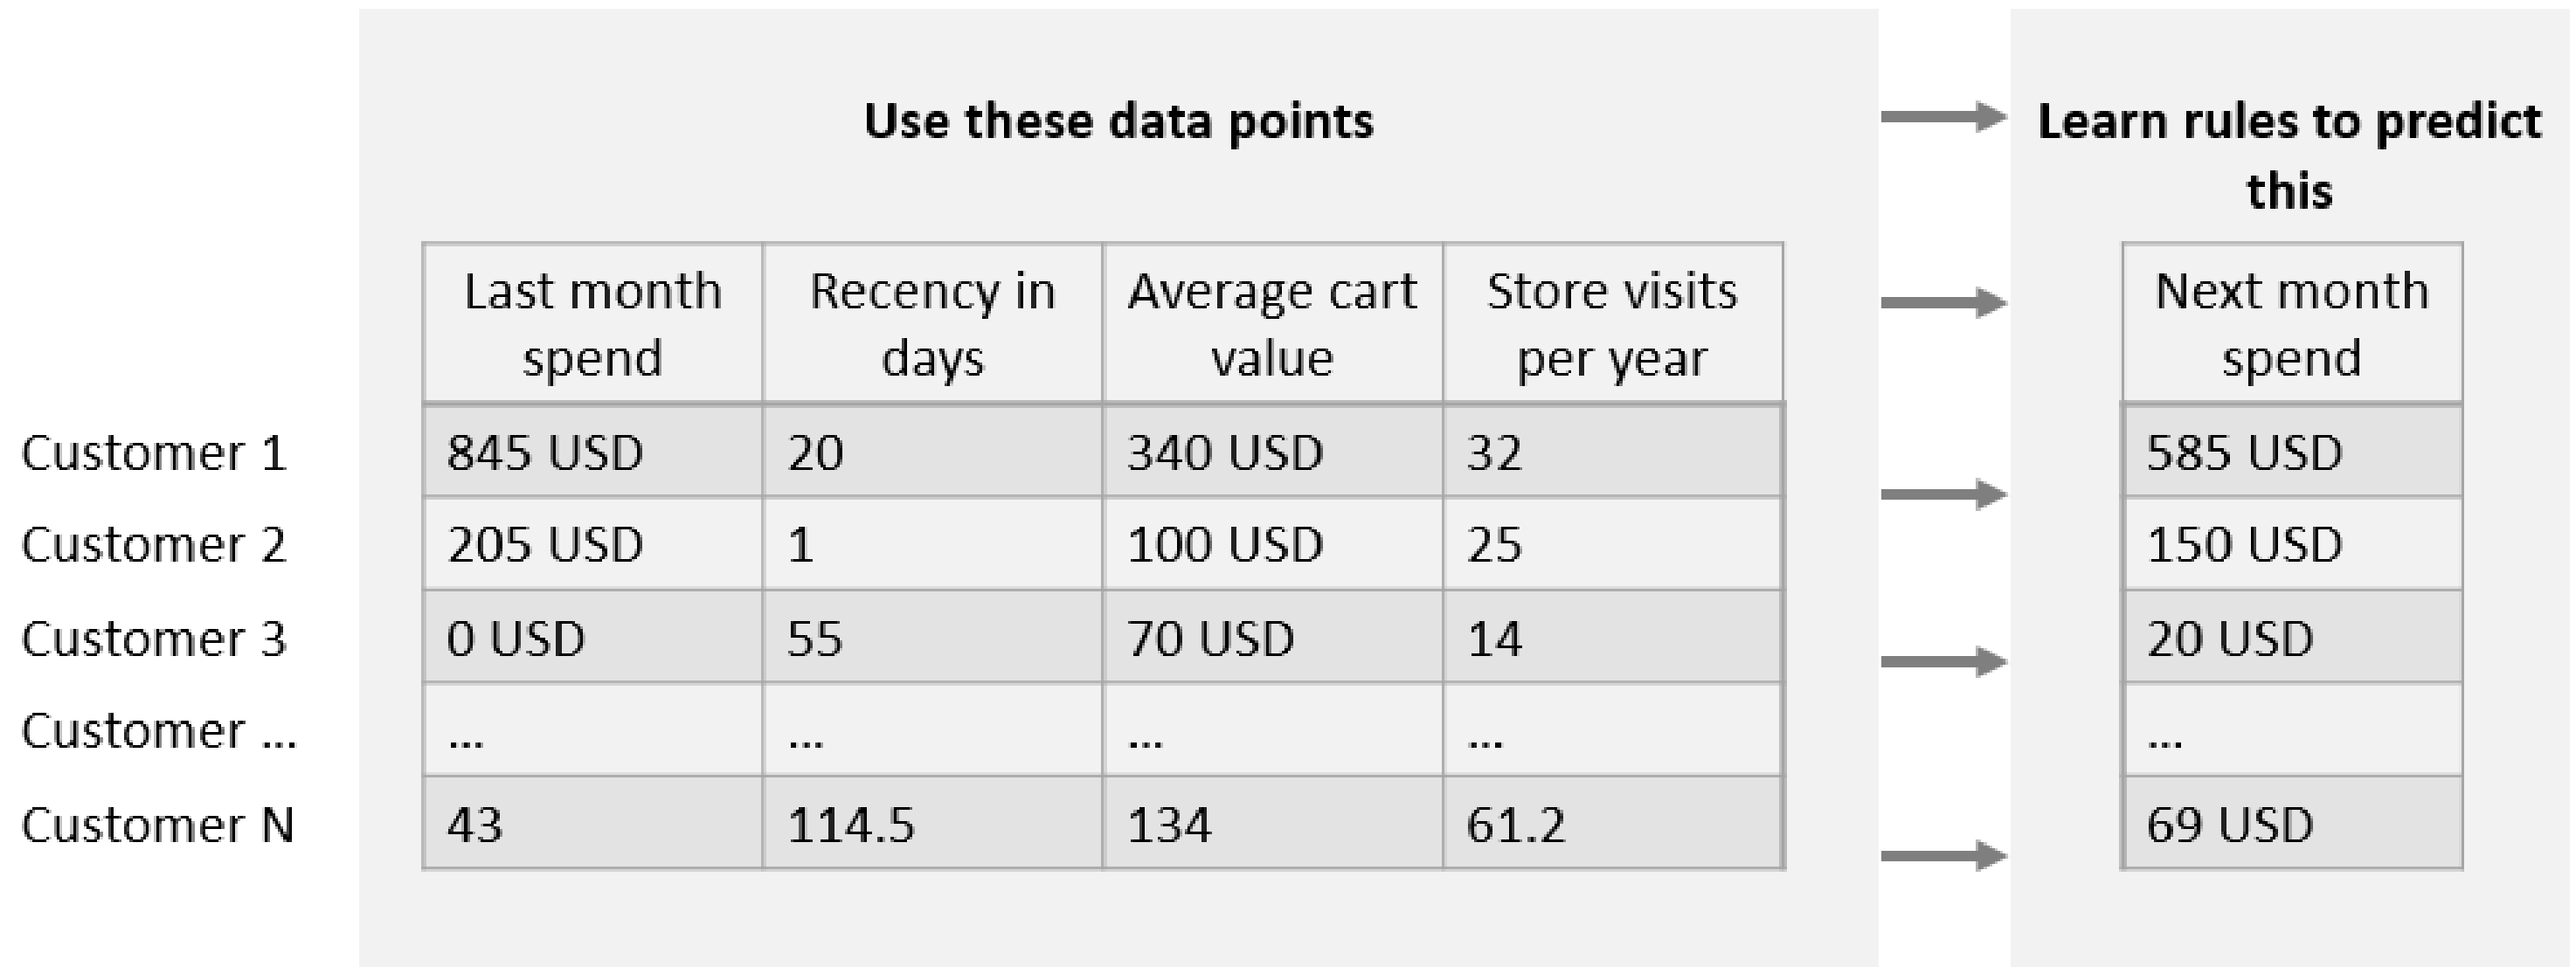 Use these data points
Learn rules to predict
this
Last month
spend
Recency in
days
Average cart
value
Store visits
per year
Next month
spend
Customer 1
845 USD
20
340 USD
32
585 USD
Customer 2
205 USD
1
100 USD
25
150 USD
Customer 3
0 USD
55
70 USD
14
20 USD
Customer ...
...
...
...
...
...
Customer N
43
114.5
134
61.2
69 USD